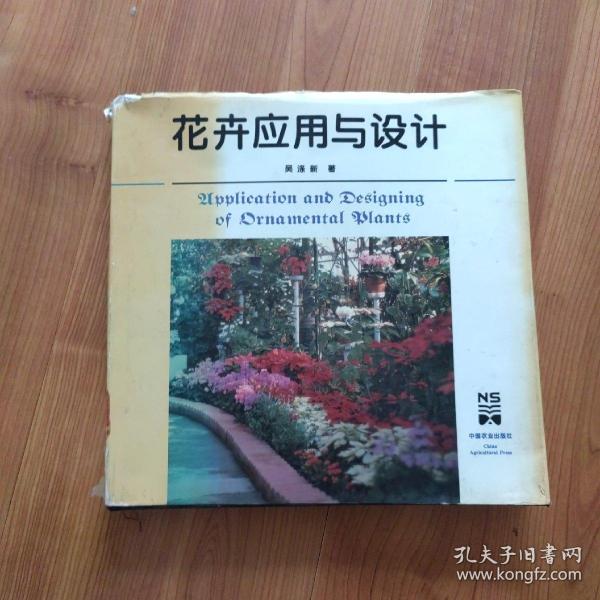 花卉应用与设计
吴涤新 著
Application and Designing
of Ornamental Plants
NS
中国农业出版社
China
Agricultural Press
孔夫子旧书网
www.kongfz.com